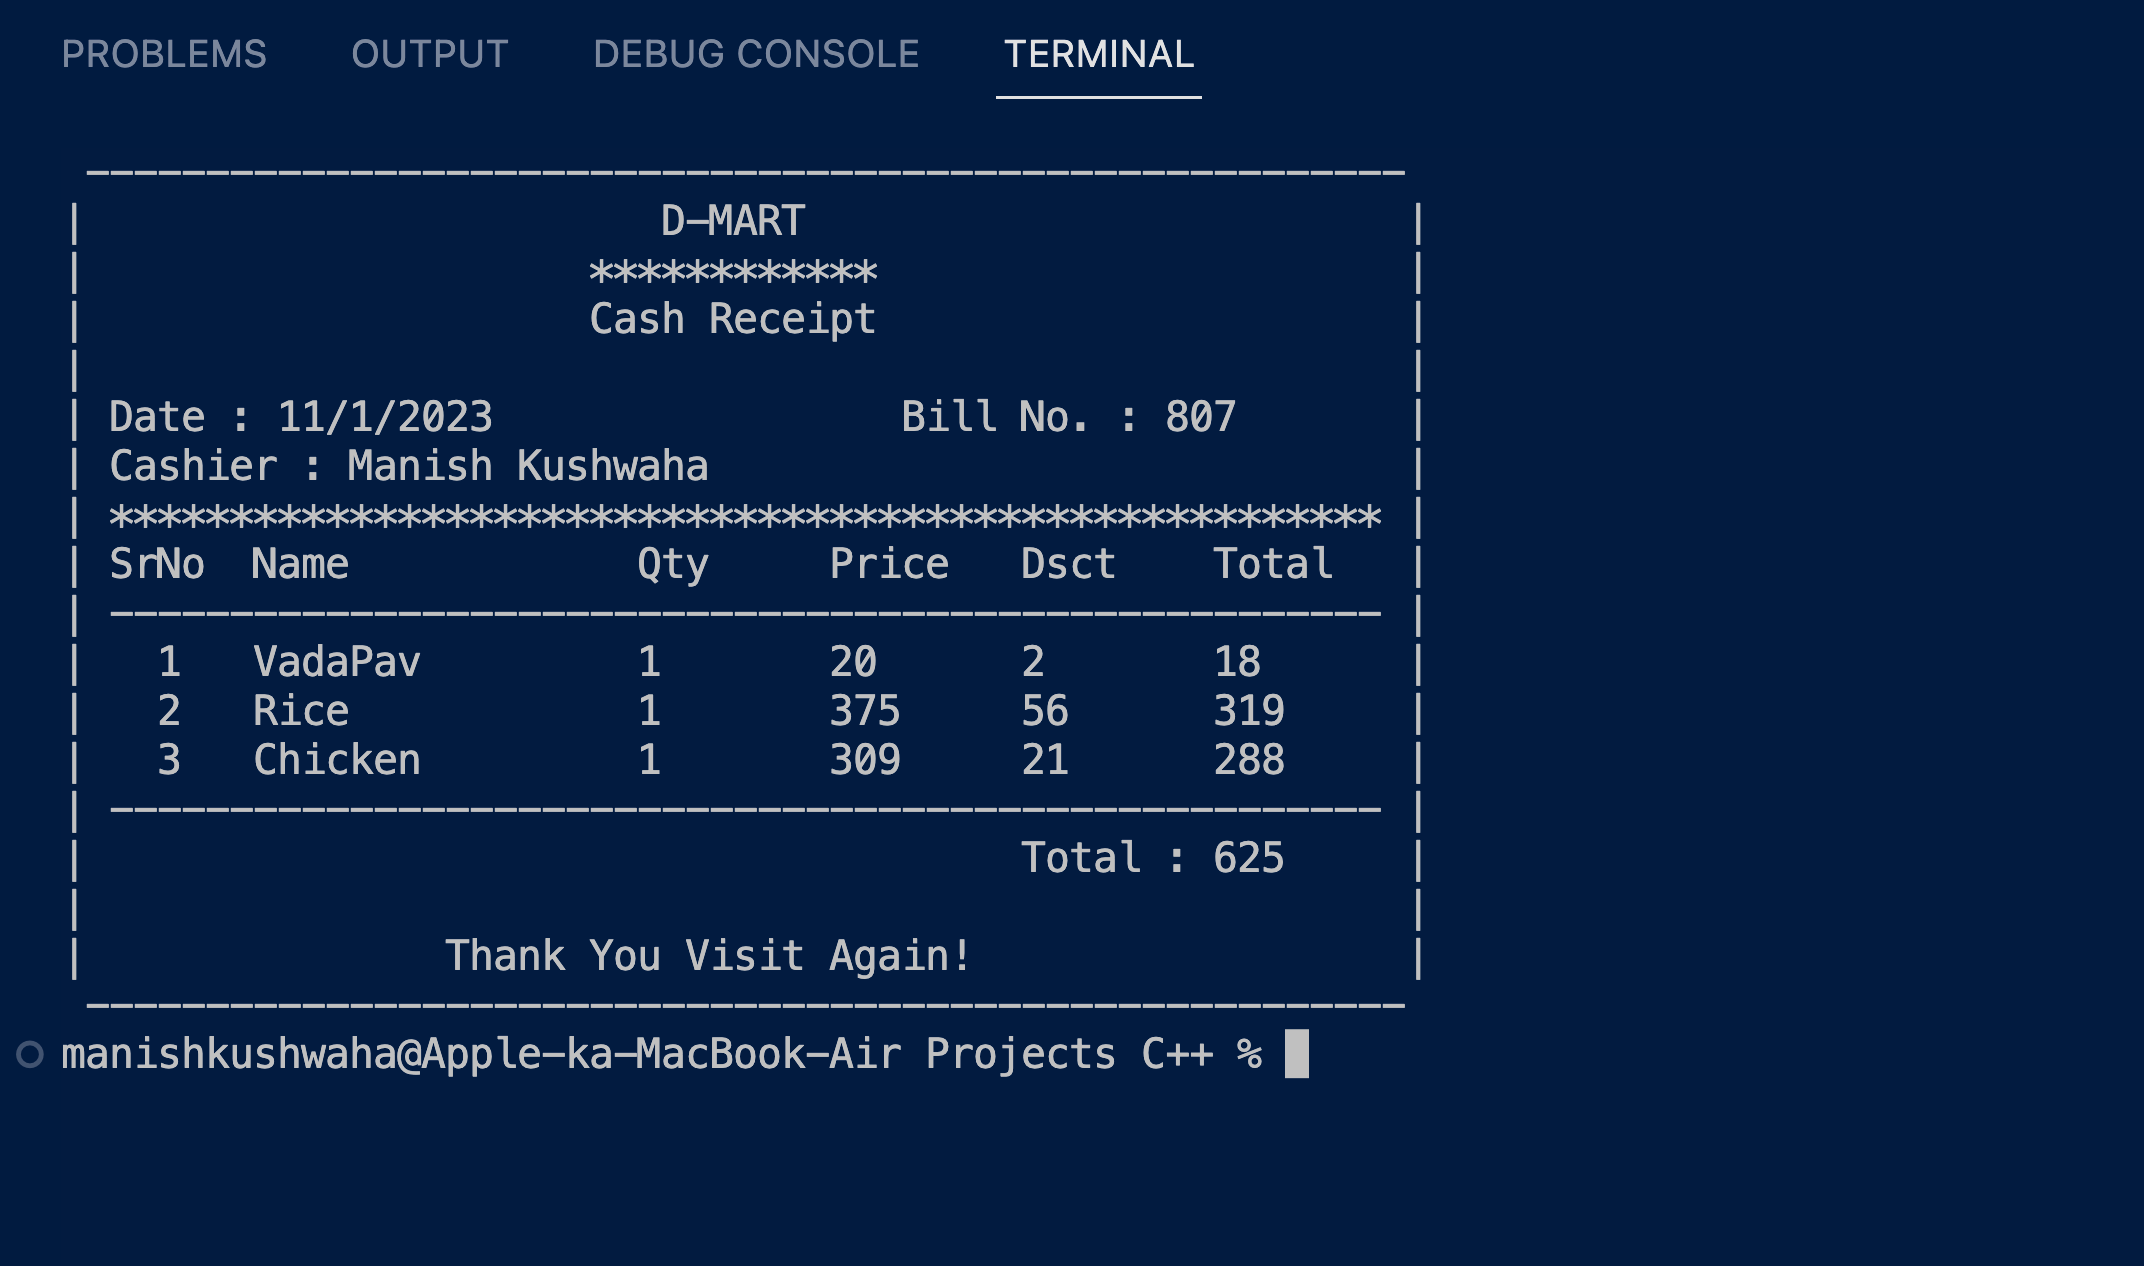 PROBLEMS OUTPUT DEBUG CONSOLE TERMINAL
------------------------------------------------------- 
| D-MART |
| ************ |
| Cash Receipt |
| |
| Date : 11/1/2023 Bill No. : 807 |
| Cashier : Manish Kushwaha |
| ***************************************************** |
| SrNo Name Qty Price Dsct Total |
| ----------------------------------------------------- |
| 1 VadaPav 1 20 2 18 |
| 2 Rice 1 375 56 319 |
| 3 Chicken 1 309 21 288 |
| ----------------------------------------------------- |
| Total : 625 |
| |
| Thank You Visit Again! |
-------------------------------------------------------
manishkushwaha@Apple-ka-MacBook-Air Projects C++ %